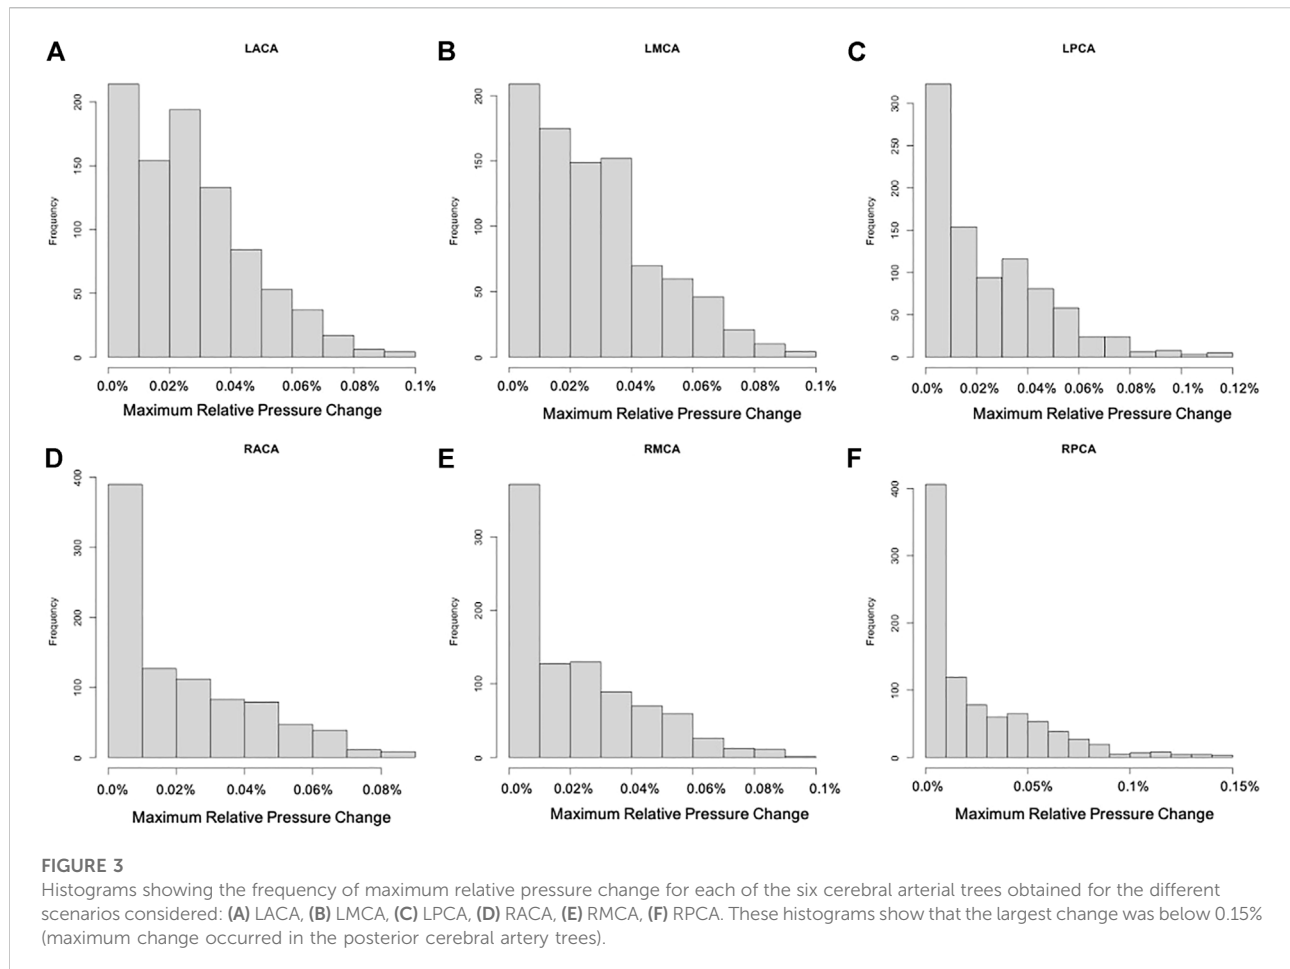 A
LACA
Frequency
0
50
100
150
200
0.0%
0.02%
0.04%
0.06%
0.08%
0.1%
Maximum Relative Pressure Change
B
LMCA
Frequency
0
50
100
150
200
0.0%
0.02%
0.04%
0.06%
0.08%
0.1%
Maximum Relative Pressure Change
C
LPCA
Frequency
0
50
100
150
200
250
300
0.0%
0.02%
0.04%
0.06%
0.08%
0.1%
0.12%
Maximum Relative Pressure Change
D
RACA
Frequency
0
100
200
300
400
0.0%
0.02%
0.04%
0.06%
0.08%
Maximum Relative Pressure Change
E
RMCA
Frequency
0
100
200
300
0.0%
0.02%
0.04%
0.06%
0.08%
0.1%
Maximum Relative Pressure Change
F
RPCA
Frequency
0
100
200
300
400
0.0%
0.05%
0.1%
0.15%
Maximum Relative Pressure Change
FIGURE 3
Histograms showing the frequency of maximum relative pressure change for each of the six cerebral arterial trees obtained for the different
scenarios considered: (A) LACA, (B) LMCA, (C) LPCA, (D) RACA, (E) RMCA, (F) RPCA. These histograms show that the largest change was below 0.15%
(maximum change occurred in the posterior cerebral artery trees).